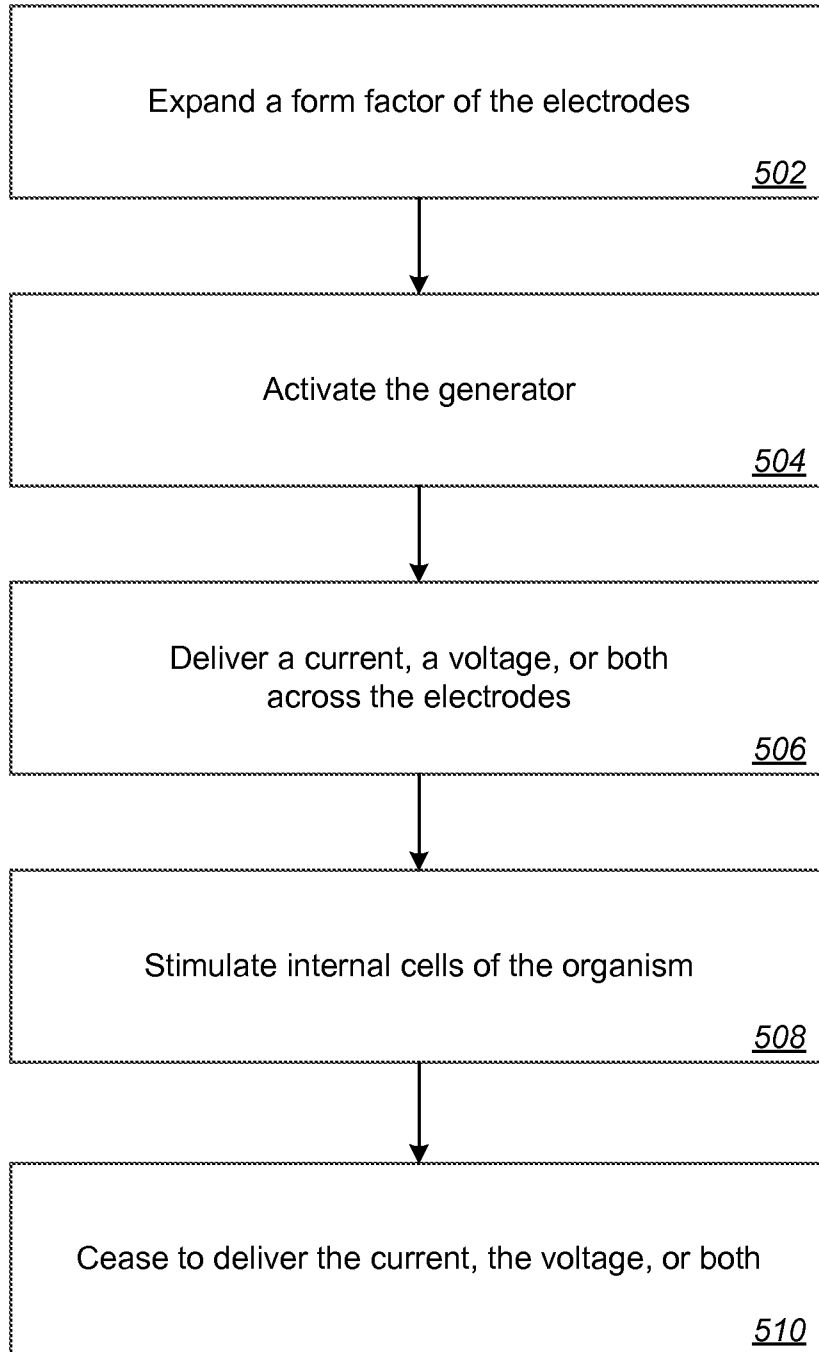 Expand a form factor of the electrodes
502
Activate the generator
504
Deliver a current, a voltage, or both
across the electrodes
506
Stimulate internal cells of the organism
508
Cease to deliver the current, the voltage, or both
510